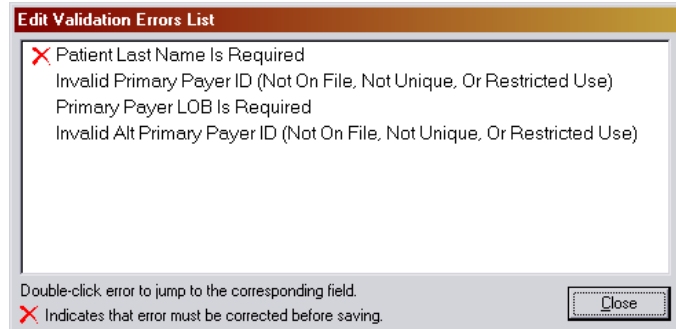 Edit Validation Errors List
Patient Last Name Is Required
Invalid Primary Payer ID (Not On File, Not Unique, Or Restricted Use)
Primary Payer LOB Is Required
Invalid Alt Primary Payer ID (Not On File, Not Unique, Or Restricted Use)
Double-click error to jump to the corresponding field.
Indicates that error must be corrected before saving.
Close